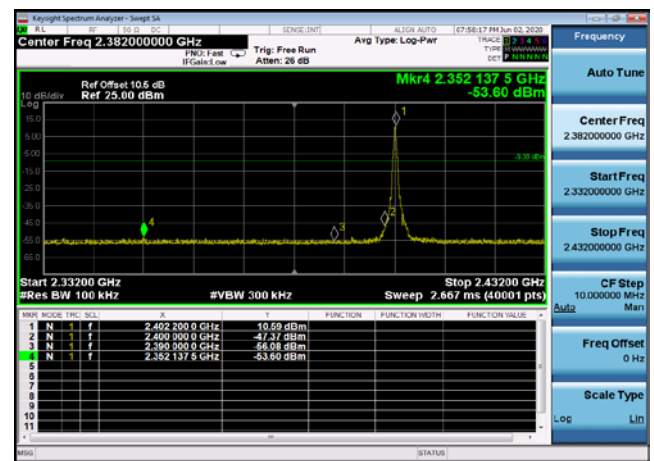 Keysight Spectrum Analyzer - Swept SA
RL RF 50 Ω DC SENSE:INT ALIGN AUTO 07:58:17 PM Jun 02, 2020
Center Freq 2.382000000 GHz
PNO: Fast
IFGain:Low
Trig: Free Run
Atten: 26 dB
Avg Type: Log-Pwr
TRACE 1 2 3 4 5 6
TYPE
DET P N N N N N
Frequency
Auto Tune
Center Freq
2.382000000 GHz
Start Freq
2.332000000 GHz
Stop Freq
2.432000000 GHz
CF Step
10.000000 MHz
Auto Man
Freq Offset
0 Hz
Scale Type
Log Lin
Mkr4 2.352 137 5 GHz
-53.60 dBm
Ref Offset 10.6 dB
Ref 25.00 dBm
10 dB/div
Log
15.0
5.00
-5.00
-15.0
-25.0
-35.0
-45.0
-55.0
-65.0
1
2
3
4
Start 2.33200 GHz
Stop 2.43200 GHz
#Res BW 100 kHz
#VBW 300 kHz
Sweep 2.667 ms (40001 pts)
MKR MODE TRC SCL X Y FUNCTION FUNCTION WIDTH FUNCTION VALUE
1 N 1 f 2.402 200 0 GHz 10.59 dBm
2 N 1 f 2.400 000 0 GHz -47.37 dBm
3 N 1 f 2.390 000 0 GHz -56.08 dBm
4 N 1 f 2.352 137 5 GHz -53.60 dBm
5
6
7
8
9
10
11
MSG STATUS